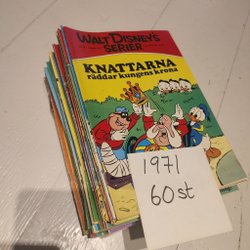 WALT DISNEY'S
SERIER
KNATTARNA
räddar kungens krona
1971
60st